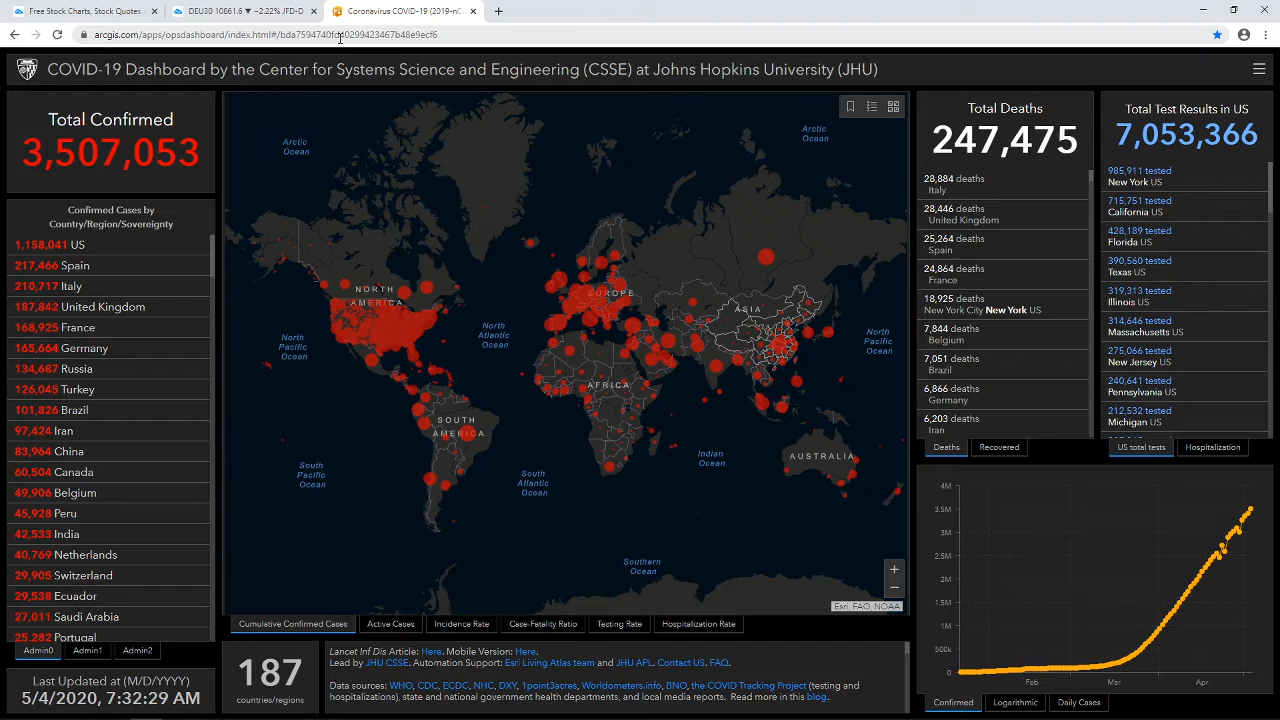 Free Stock Charts, Stock Quotes
DEU30 10861.6 ▼ −2.22% JFD-D
Coronavirus COVID-19 (2019-nC
arcgis.com/apps/opsdashboard/index.html#/bda7594740fd40299423467b48e9ecf6
COVID-19 Dashboard by the Center for Systems Science and Engineering (CSSE) at Johns Hopkins University (JHU)
Total Confirmed
3,507,053
Confirmed Cases by
Country/Region/Sovereignty
1,158,041 US
217,466 Spain
210,717 Italy
187,842 United Kingdom
168,925 France
165,664 Germany
134,687 Russia
126,045 Turkey
101,826 Brazil
97,424 Iran
83,964 China
60,504 Canada
49,906 Belgium
45,928 Peru
42,533 India
40,769 Netherlands
29,905 Switzerland
29,538 Ecuador
27,011 Saudi Arabia
25,282 Portugal
Admin0
Admin1
Admin2
Last Updated at (M/D/YYYY)
5/4/2020, 7:32:29 AM
Arctic
Ocean
Arctic
Ocean
NORTH
AMERICA
EUROPE
ASIA
North
Pacific
Ocean
North
Atlantic
Ocean
North
Pacific
Ocean
AFRICA
SOUTH
AMERICA
AUSTRALIA
Indian
Ocean
South
Pacific
Ocean
South
Atlantic
Ocean
Southern
Ocean
+
−
Esri, FAO, NOAA
Cumulative Confirmed Cases
Active Cases
Incidence Rate
Case-Fatality Ratio
Testing Rate
Hospitalization Rate
187
countries/regions
Lancet Inf Dis Article: Here. Mobile Version: Here.
Lead by JHU CSSE. Automation Support: Esri Living Atlas team and JHU APL. Contact US. FAQ.
Data sources: WHO, CDC, ECDC, NHC, DXY, 1point3acres, Worldometers.info, BNO, the COVID Tracking Project (testing and
hospitalizations), state and national government health departments, and local media reports. Read more in this blog.
Total Deaths
247,475
28,884 deaths
Italy
28,446 deaths
United Kingdom
25,264 deaths
Spain
24,864 deaths
France
18,925 deaths
New York City New York US
7,844 deaths
Belgium
7,051 deaths
Brazil
6,866 deaths
Germany
6,203 deaths
Iran
Deaths
Recovered
Total Test Results in US
7,053,366
985,911 tested
New York US
715,751 tested
California US
428,189 tested
Florida US
390,560 tested
Texas US
319,313 tested
Illinois US
314,646 tested
Massachusetts US
275,066 tested
New Jersey US
240,641 tested
Pennsylvania US
212,532 tested
Michigan US
US total tests
Hospitalization
4M
3.5M
3M
2.5M
2M
1.5M
1M
500k
0
Feb
Mar
Apr
Confirmed
Logarithmic
Daily Cases